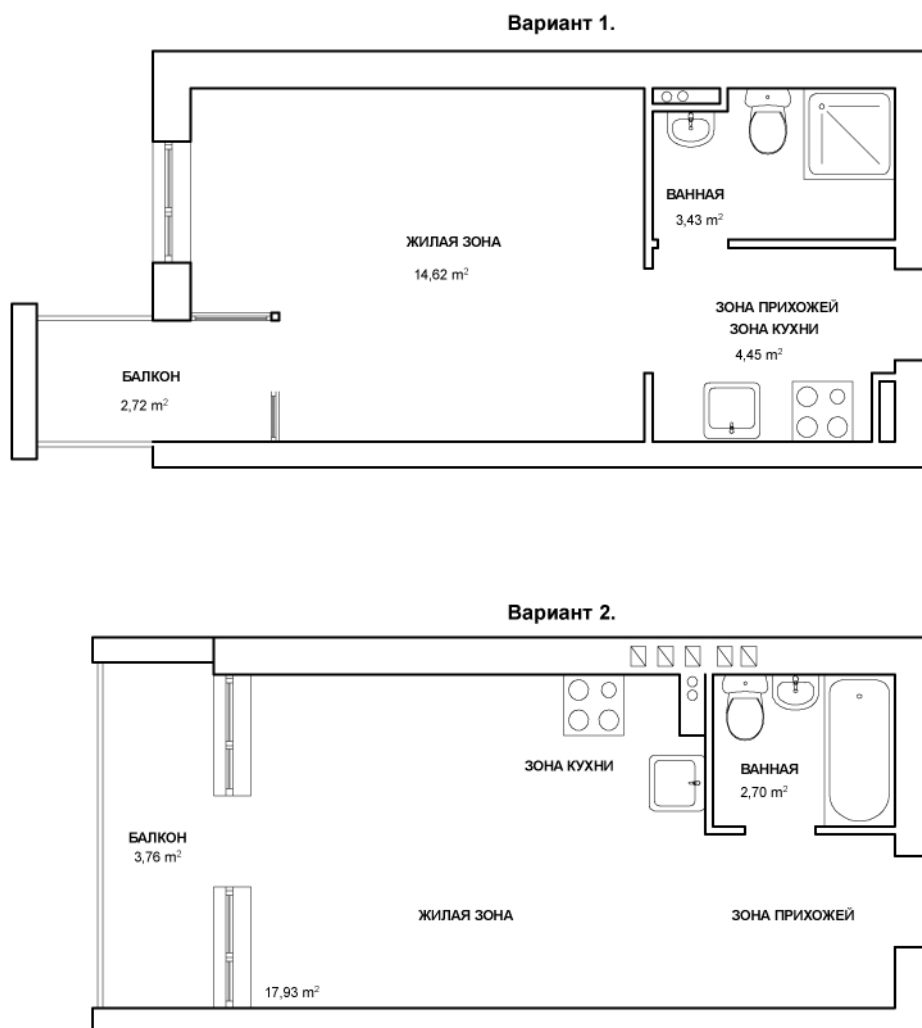 Вариант 1.
ВАННАЯ
3,43 m²
ЖИЛАЯ ЗОНА
14,62 m²
ЗОНА ПРИХОЖЕЙ
ЗОНА КУХНИ
4,45 m²
БАЛКОН
2,72 m²
Вариант 2.
ЗОНА КУХНИ
ВАННАЯ
2,70 m²
БАЛКОН
3,76 m²
ЖИЛАЯ ЗОНА
ЗОНА ПРИХОЖЕЙ
17,93 m²